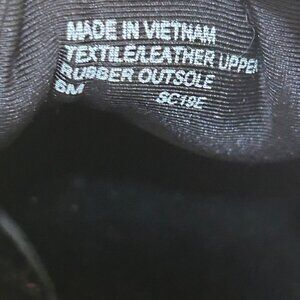 MADE IN VIETNAM
TEXTILE/LEATHER UPPER
RUBBER OUTSOLE
6M SC19E